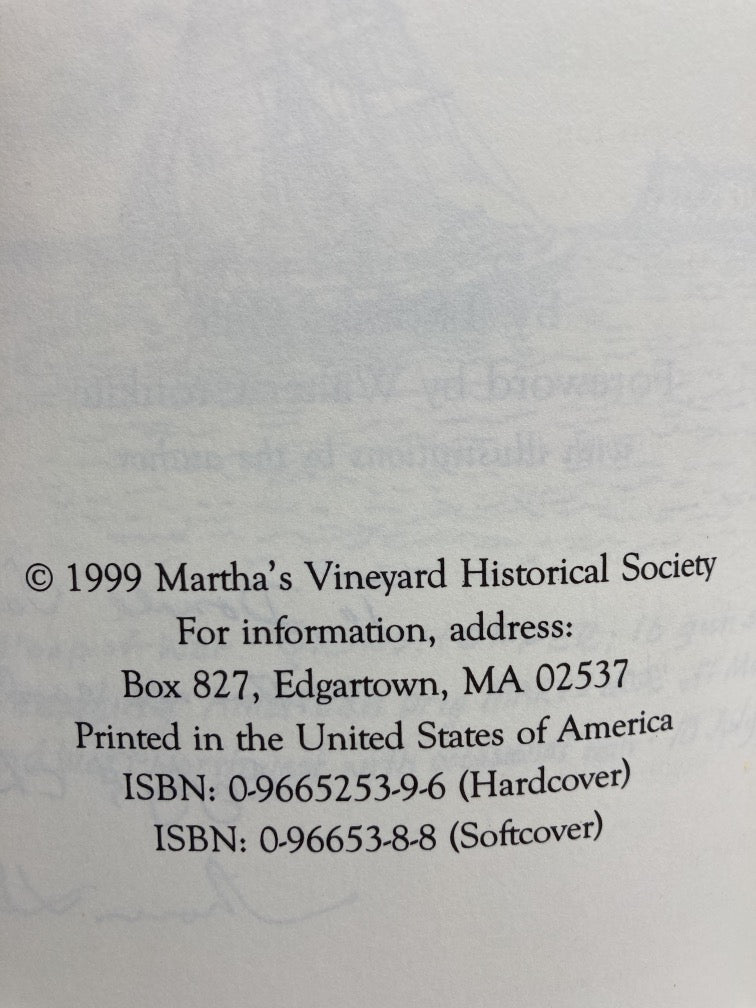 © 1999 Martha's Vineyard Historical Society
For information, address:
Box 827, Edgartown, MA 02537
Printed in the United States of America
ISBN: 0-9665253-9-6 (Hardcover)
ISBN: 0-96653-8-8 (Softcover)